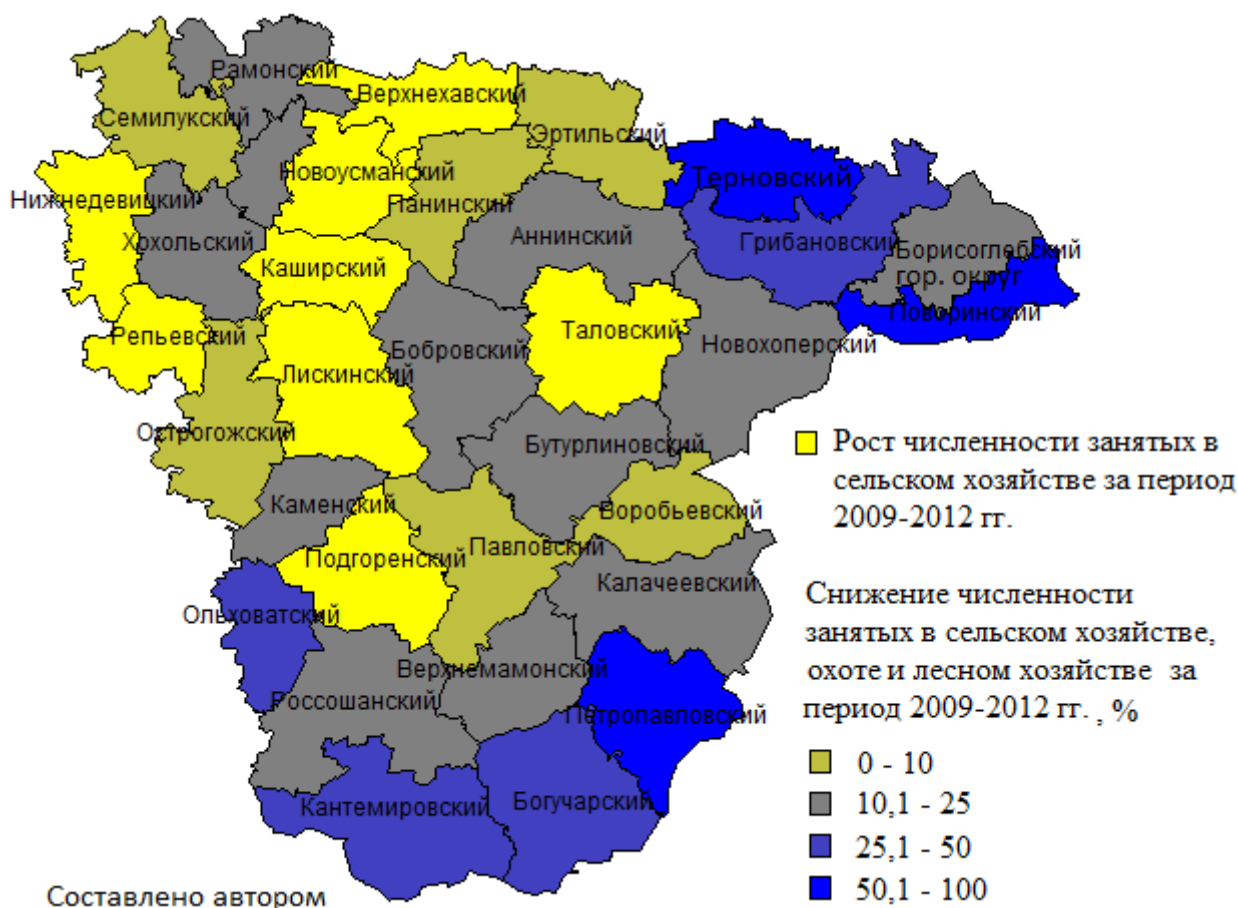 Рамонский
Верхнехавский
Семилукский
Эртильский
Новоусманский
Терновский
Нижнедевицкий
Панинский
Хохольский
Аннинский
Грибановский
Борисоглебский
гор. округ
Каширский
Поворинский
Репьевский
Таловский
Новохоперский
Бобровский
Лискинский
Острогожский
Бутурлиновский
Каменский
Воробьевский
Подгоренский
Павловский
Калачеевский
Ольховатский
Верхнемамонский
Россошанский
Петропавловский
Кантемировский
Богучарский
Рост численности занятых в
сельском хозяйстве за период
2009-2012 гг.
Снижение численности
занятых в сельском хозяйстве,
охоте и лесном хозяйстве за
период 2009-2012 гг. , %
0 - 10
10,1 - 25
25,1 - 50
50,1 - 100
Составлено автором